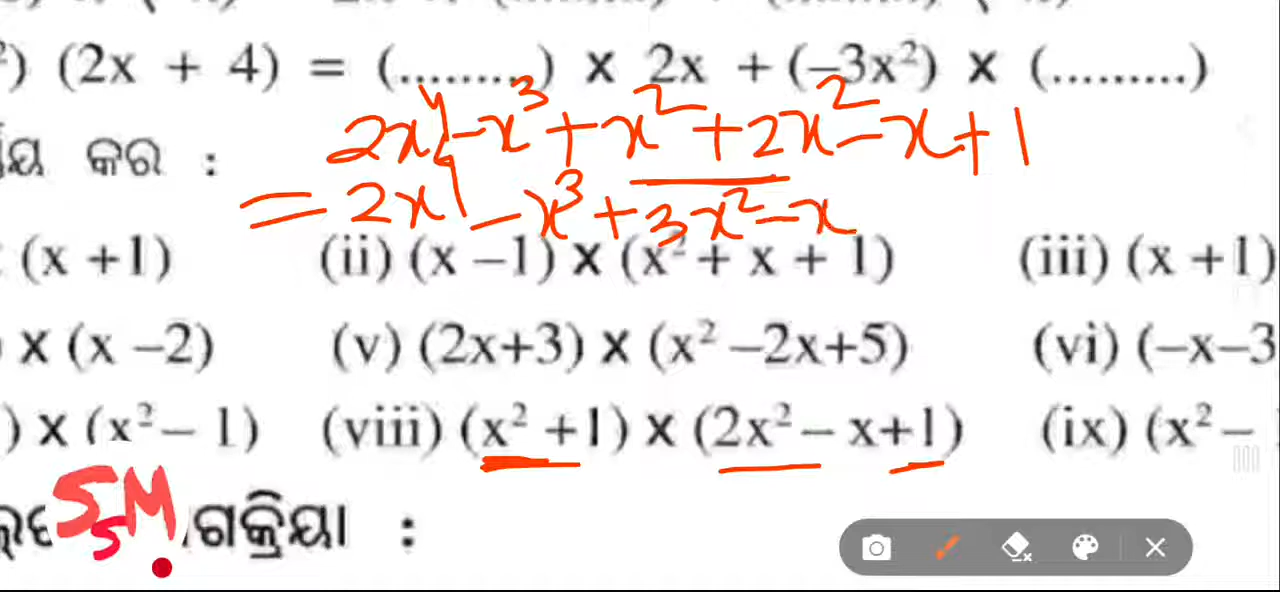 ²) (2x + 4) = (........) × 2x + (–3x²) × (.........)
2x⁴ – x³ + x² + 2x² – x + 1
କର :
= 2x⁴ – x³ + 3x² – x
(x +1) (ii) (x –1) × (x² + x + 1) (iii) (x +1)
× (x –2) (v) (2x+3) × (x² –2x+5) (vi) (–x–3
) × (x² – 1) (viii) (x² +1) × (2x² – x+1) (ix) (x² –
SM ଗକ୍ରିୟା :
S